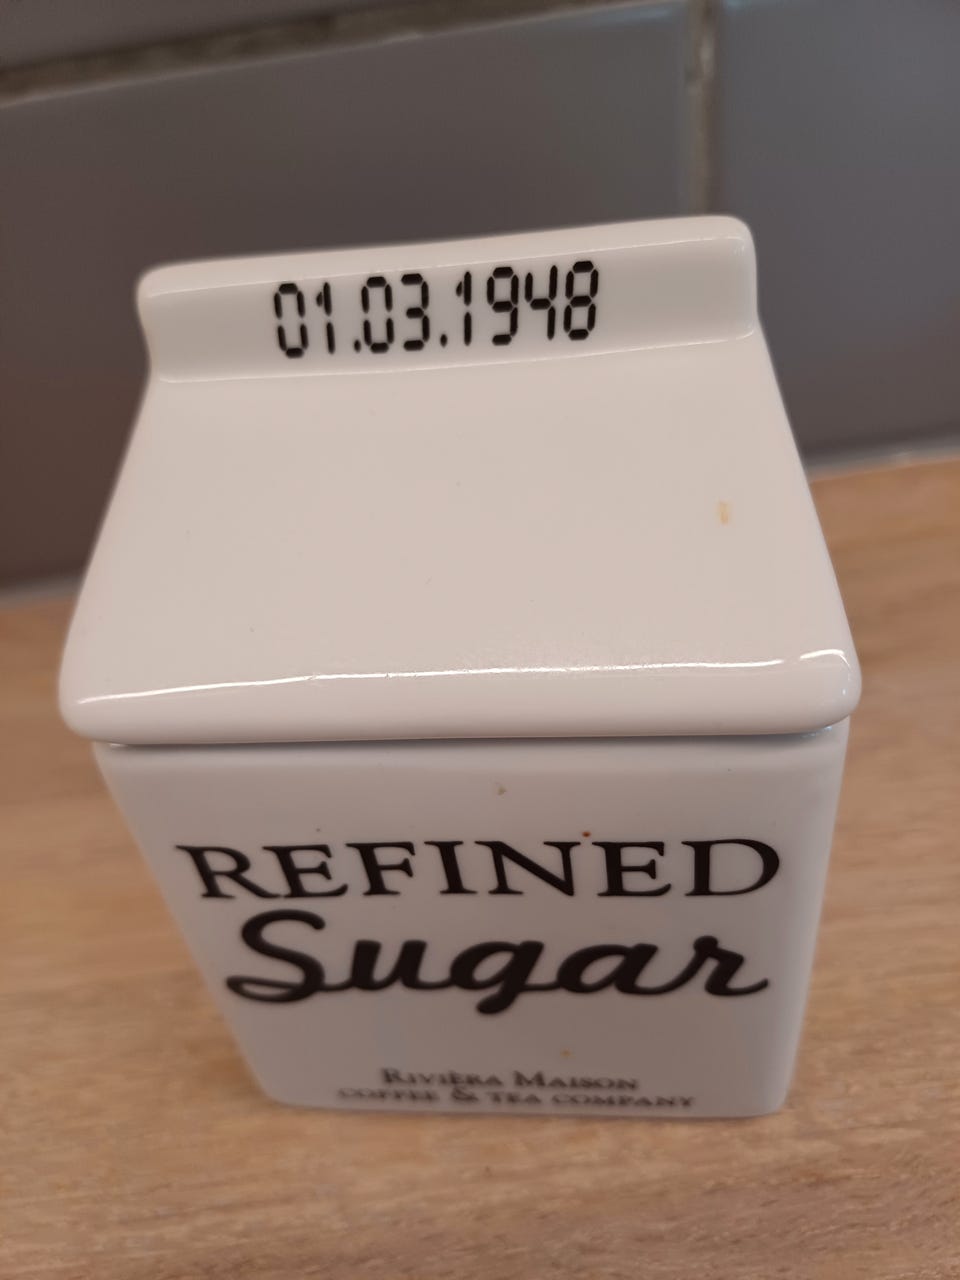 01.03.1948
REFINED
Sugar
RIVIÈRA MAISON
COFFEE & TEA COMPANY